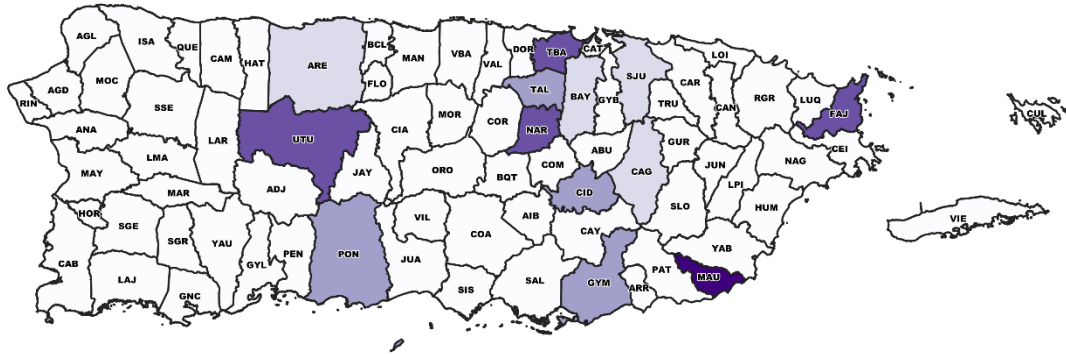 AGL
ISA
QUE
CAM
HAT
ARE
BCL
MAN
VBA
VAL
DOR
TBA
CAT
LOI
MOC
FLO
TAL
BAY
GYB
SJU
CAR
CAN
RGR
LUQ
FAJ
CUL
RIN
AGD
SSE
TRU
ANA
LAR
UTU
CIA
MOR
COR
NAR
ABU
GUR
CEI
LMA
MAY
ADJ
JAY
ORO
BQT
COM
CAG
JUN
NAG
MAR
CID
LPI
SLO
HUM
HOR
SGE
SGR
YAU
GYL
PEN
PON
VIL
AIB
CAY
VIE
COA
YAB
CAB
LAJ
GNC
JUA
SIS
SAL
GYM
ARR
PAT
MAU